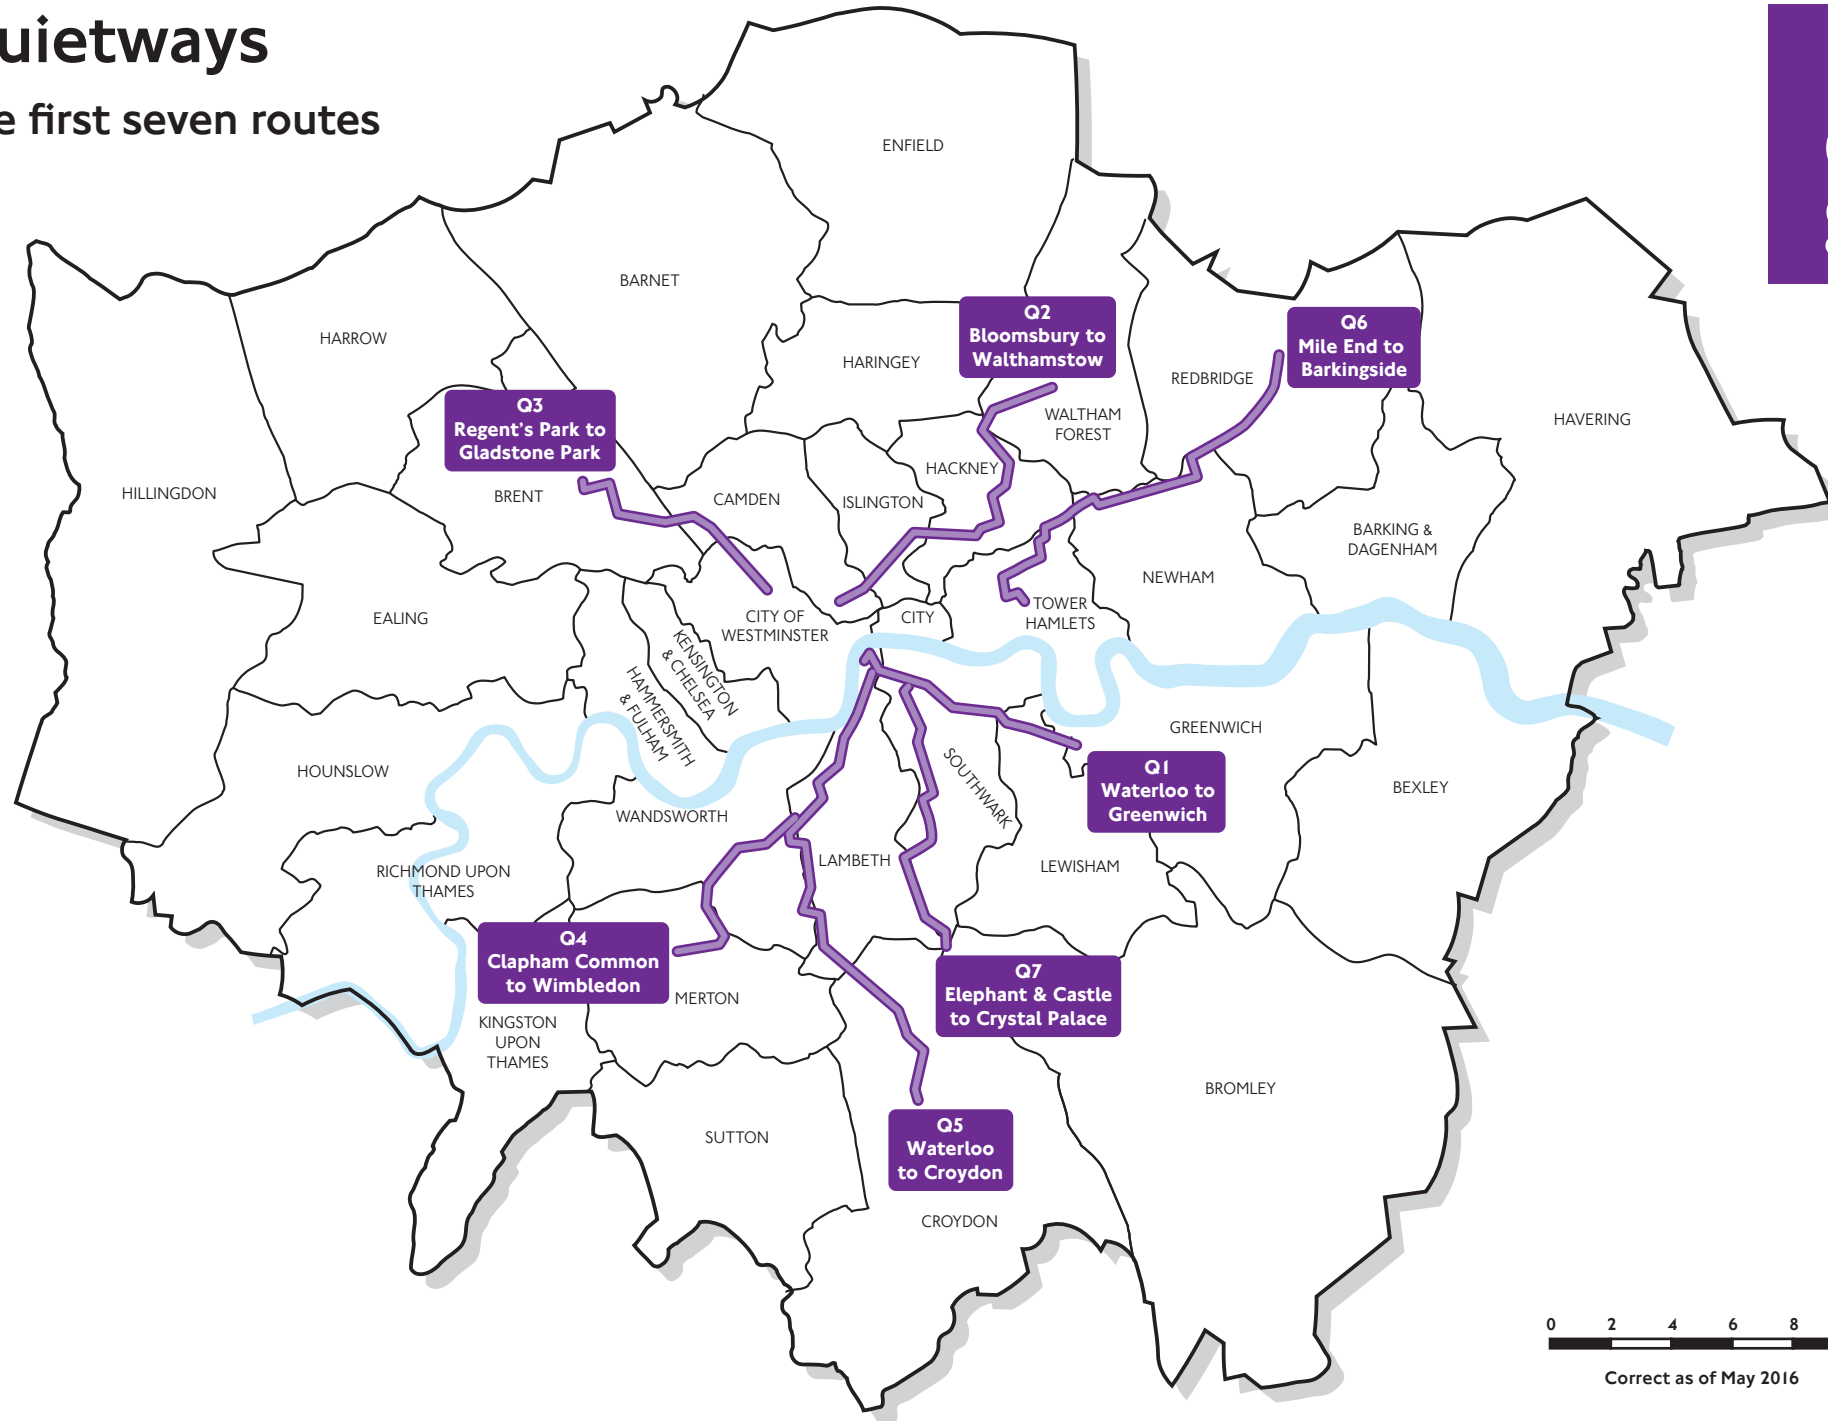 uietways
e first seven routes
ENFIELD
BARNET
HARROW
HARINGEY
Q2
Bloomsbury to
Walthamstow
Q6
Mile End to
Barkingside
REDBRIDGE
WALTHAM
FOREST
HAVERING
Q3
Regent's Park to
Gladstone Park
HILLINGDON
BRENT
CAMDEN
ISLINGTON
HACKNEY
BARKING &
DAGENHAM
NEWHAM
EALING
CITY OF
WESTMINSTER
CITY
TOWER
HAMLETS
KENSINGTON
& CHELSEA
HAMMERSMITH
& FULHAM
GREENWICH
HOUNSLOW
SOUTHWARK
Q1
Waterloo to
Greenwich
BEXLEY
WANDSWORTH
LAMBETH
LEWISHAM
RICHMOND UPON
THAMES
Q4
Clapham Common
to Wimbledon
MERTON
Q7
Elephant & Castle
to Crystal Palace
KINGSTON
UPON
THAMES
BROMLEY
SUTTON
Q5
Waterloo
to Croydon
CROYDON
0 2 4 6 8
Correct as of May 2016